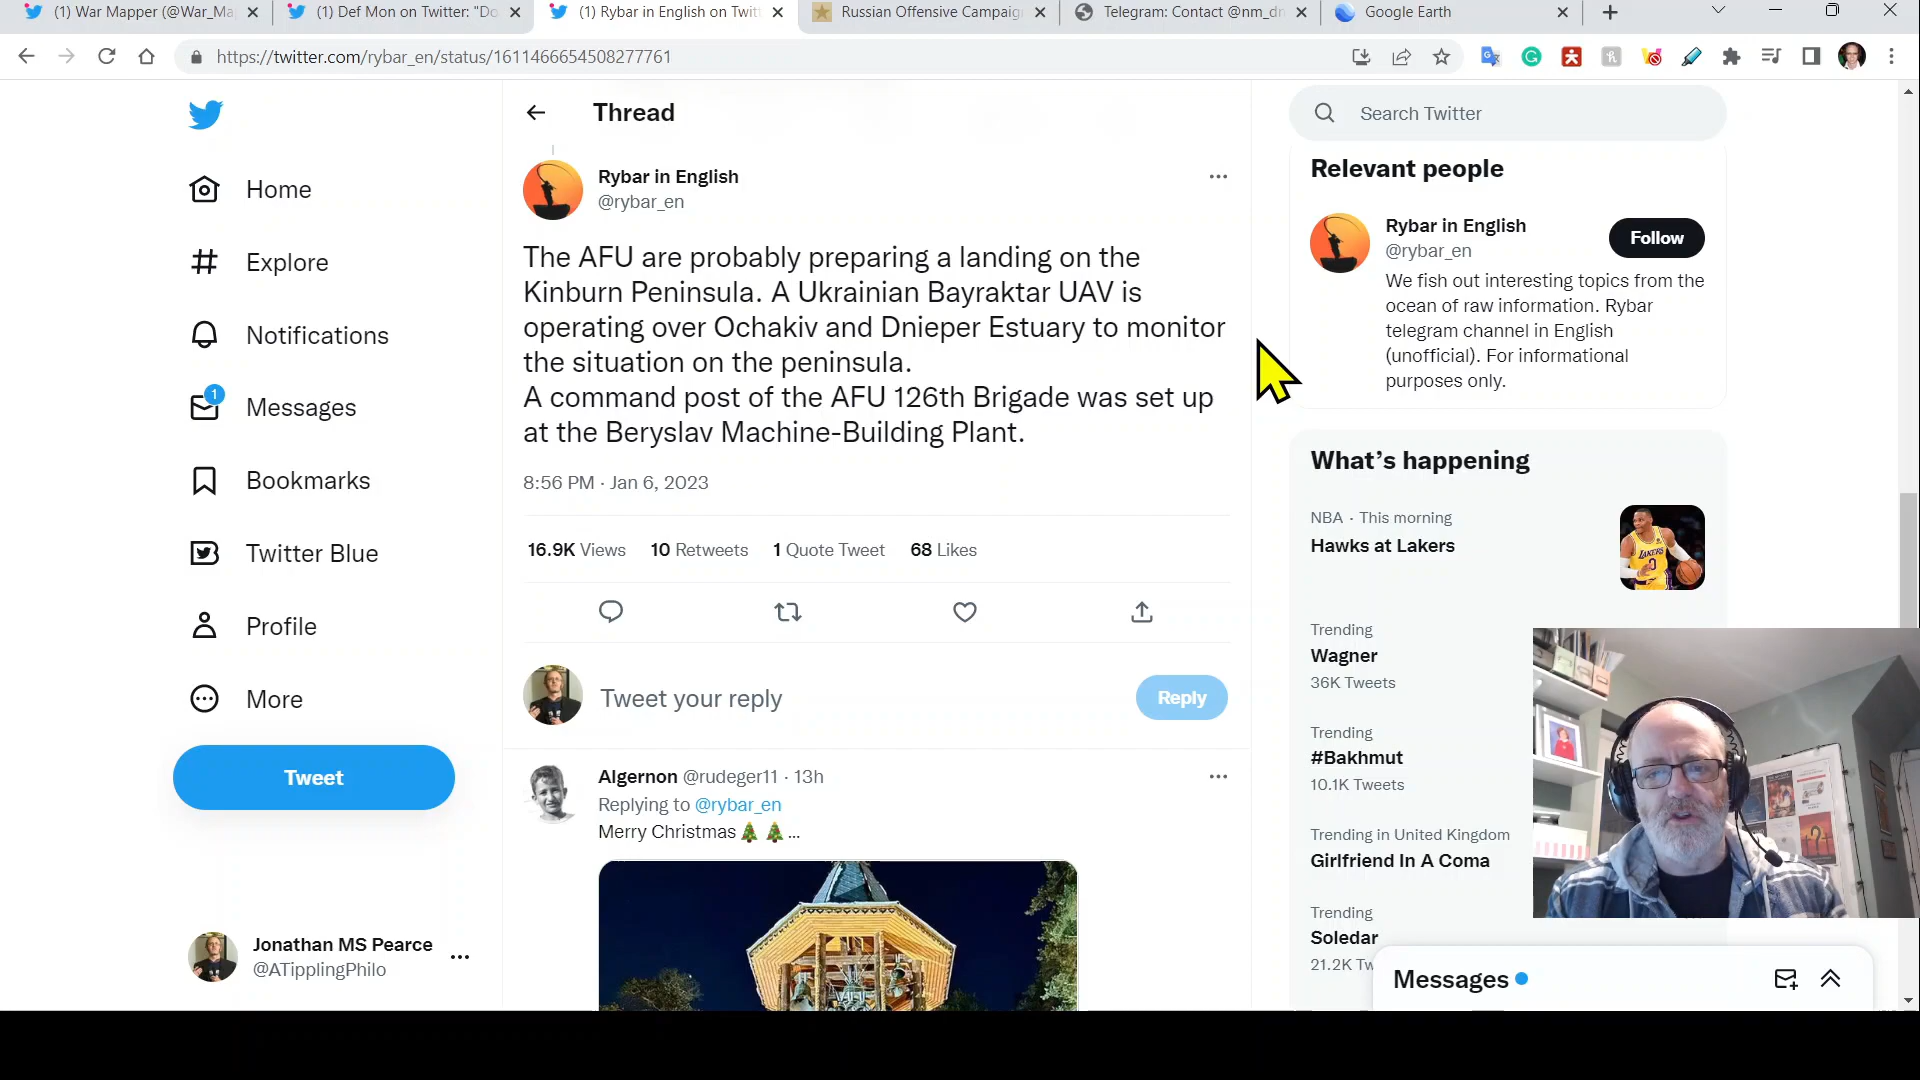 (1) War Mapper (@War_Ma
(1) Def Mon on Twitter: "Do
(1) Rybar in English on Twit
Russian Offensive Campaig
Telegram: Contact @nm_dn
Google Earth
https://twitter.com/rybar_en/status/1611466654508277761
Home
Explore
Notifications
1
Messages
Bookmarks
Twitter Blue
Profile
More
Tweet
Jonathan MS Pearce
@ATipplingPhilo
Thread
Rybar in English
@rybar_en
The AFU are probably preparing a landing on the
Kinburn Peninsula. A Ukrainian Bayraktar UAV is
operating over Ochakiv and Dnieper Estuary to monitor
the situation on the peninsula.
A command post of the AFU 126th Brigade was set up
at the Beryslav Machine-Building Plant.
8:56 PM · Jan 6, 2023
16.9K Views 10 Retweets 1 Quote Tweet 68 Likes
Tweet your reply
Reply
Algernon @rudeger11 · 13h
Replying to @rybar_en
Merry Christmas🎄 🎄 ...
Search Twitter
Relevant people
Rybar in English
@rybar_en
Follow
We fish out interesting topics from the
ocean of raw information. Rybar
telegram channel in English
(unofficial). For informational
purposes only.
What's happening
NBA · This morning
Hawks at Lakers
Trending
Wagner
36K Tweets
Trending
#Bakhmut
10.1K Tweets
Trending in United Kingdom
Girlfriend In A Coma
Trending
Soledar
21.2K Tw
Messages